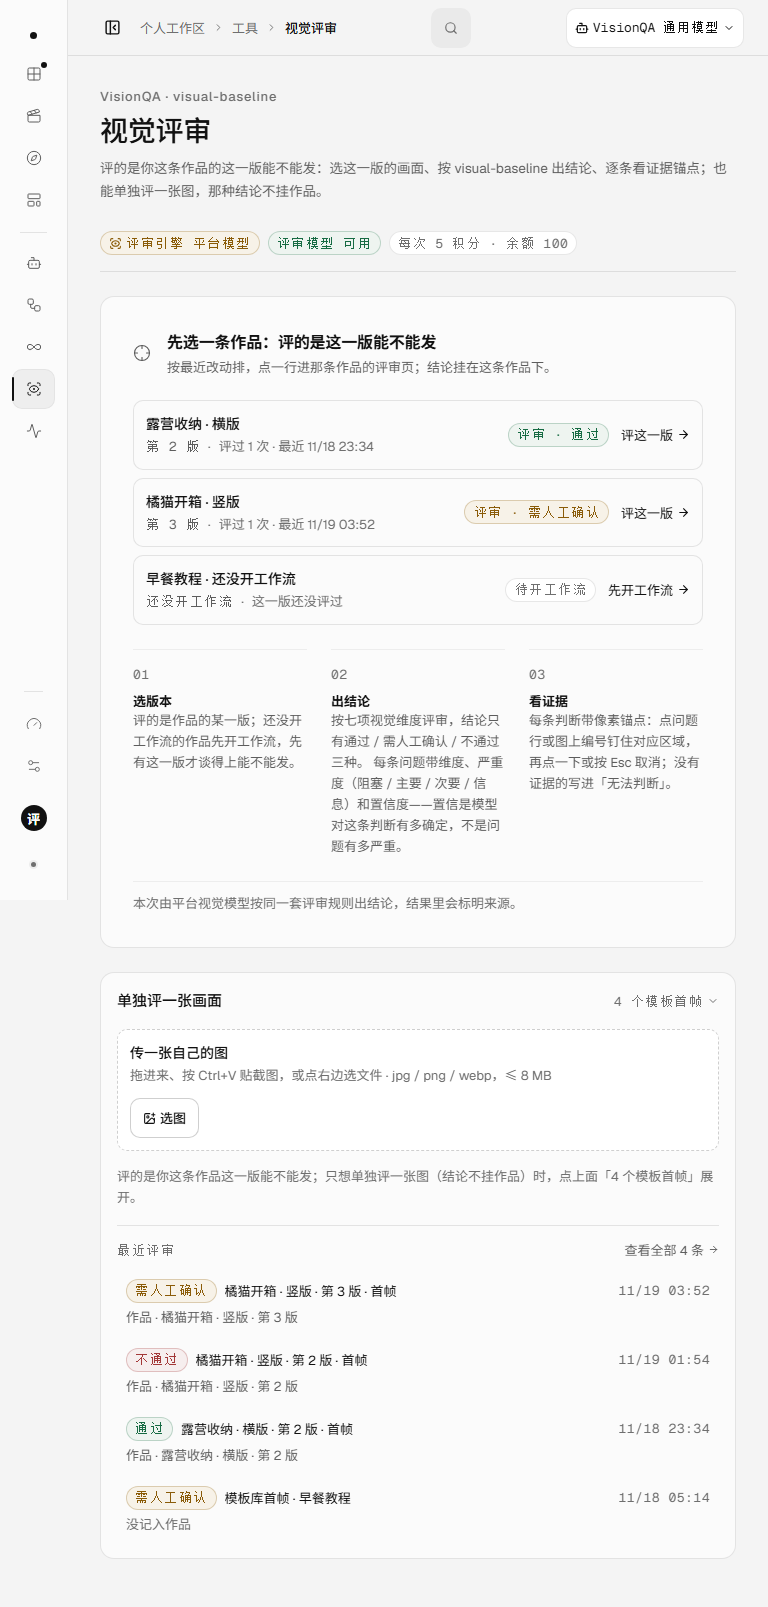 个人工作区 > 工具 > 视觉评审
VisionQA 通用模型
VisionQA · visual-baseline
视觉评审
评的是你这条作品的这一版能不能发：选这一版的画面、按 visual-baseline 出结论、逐条看证据锚点；也
能单独评一张图，那种结论不挂作品。
评审引擎 平台模型
评审模型 可用
每次 5 积分 · 余额 100
先选一条作品：评的是这一版能不能发
按最近改动排，点一行进那条作品的评审页；结论挂在这条作品下。
露营收纳 · 横版
第 2 版 · 评过 1 次 · 最近 11/18 23:34
评审 · 通过
评这一版 →
橘猫开箱 · 竖版
第 3 版 · 评过 1 次 · 最近 11/19 03:52
评审 · 需人工确认
评这一版 →
早餐教程 · 还没开工作流
还没开工作流 · 这一版还没评过
待开工作流
先开工作流 →
01
选版本
评的是作品的某一版；还没开
工作流的作品先开工作流，先
有这一版才谈得上能不能发。
02
出结论
按七项视觉维度评审，结论只
有通过 / 需人工确认 / 不通过
三种。 每条问题带维度、严重
度（阻塞 / 主要 / 次要 / 信
息）和置信度——置信是模型
对这条判断有多确定，不是问
题有多严重。
03
看证据
每条判断带像素锚点：点问题
行或图上编号钉住对应区域，
再点一下或按 Esc 取消；没有
证据的写进「无法判断」。
本次由平台视觉模型按同一套评审规则出结论，结果里会标明来源。
单独评一张画面
4 个模板首帧
传一张自己的图
拖进来、按 Ctrl+V 贴截图，或点右边选文件 · jpg / png / webp，≤ 8 MB
选图
评的是你这条作品这一版能不能发；只想单独评一张图（结论不挂作品）时，点上面「4 个模板首帧」展
开。
最近评审
查看全部 4 条 →
需人工确认 橘猫开箱 · 竖版 · 第 3 版 · 首帧 11/19 03:52
作品 · 橘猫开箱 · 竖版 · 第 3 版
不通过 橘猫开箱 · 竖版 · 第 2 版 · 首帧 11/19 01:54
作品 · 橘猫开箱 · 竖版 · 第 2 版
通过 露营收纳 · 横版 · 第 2 版 · 首帧 11/18 23:34
作品 · 露营收纳 · 横版 · 第 2 版
需人工确认 模板库首帧 · 早餐教程 11/18 05:14
没记入作品
评